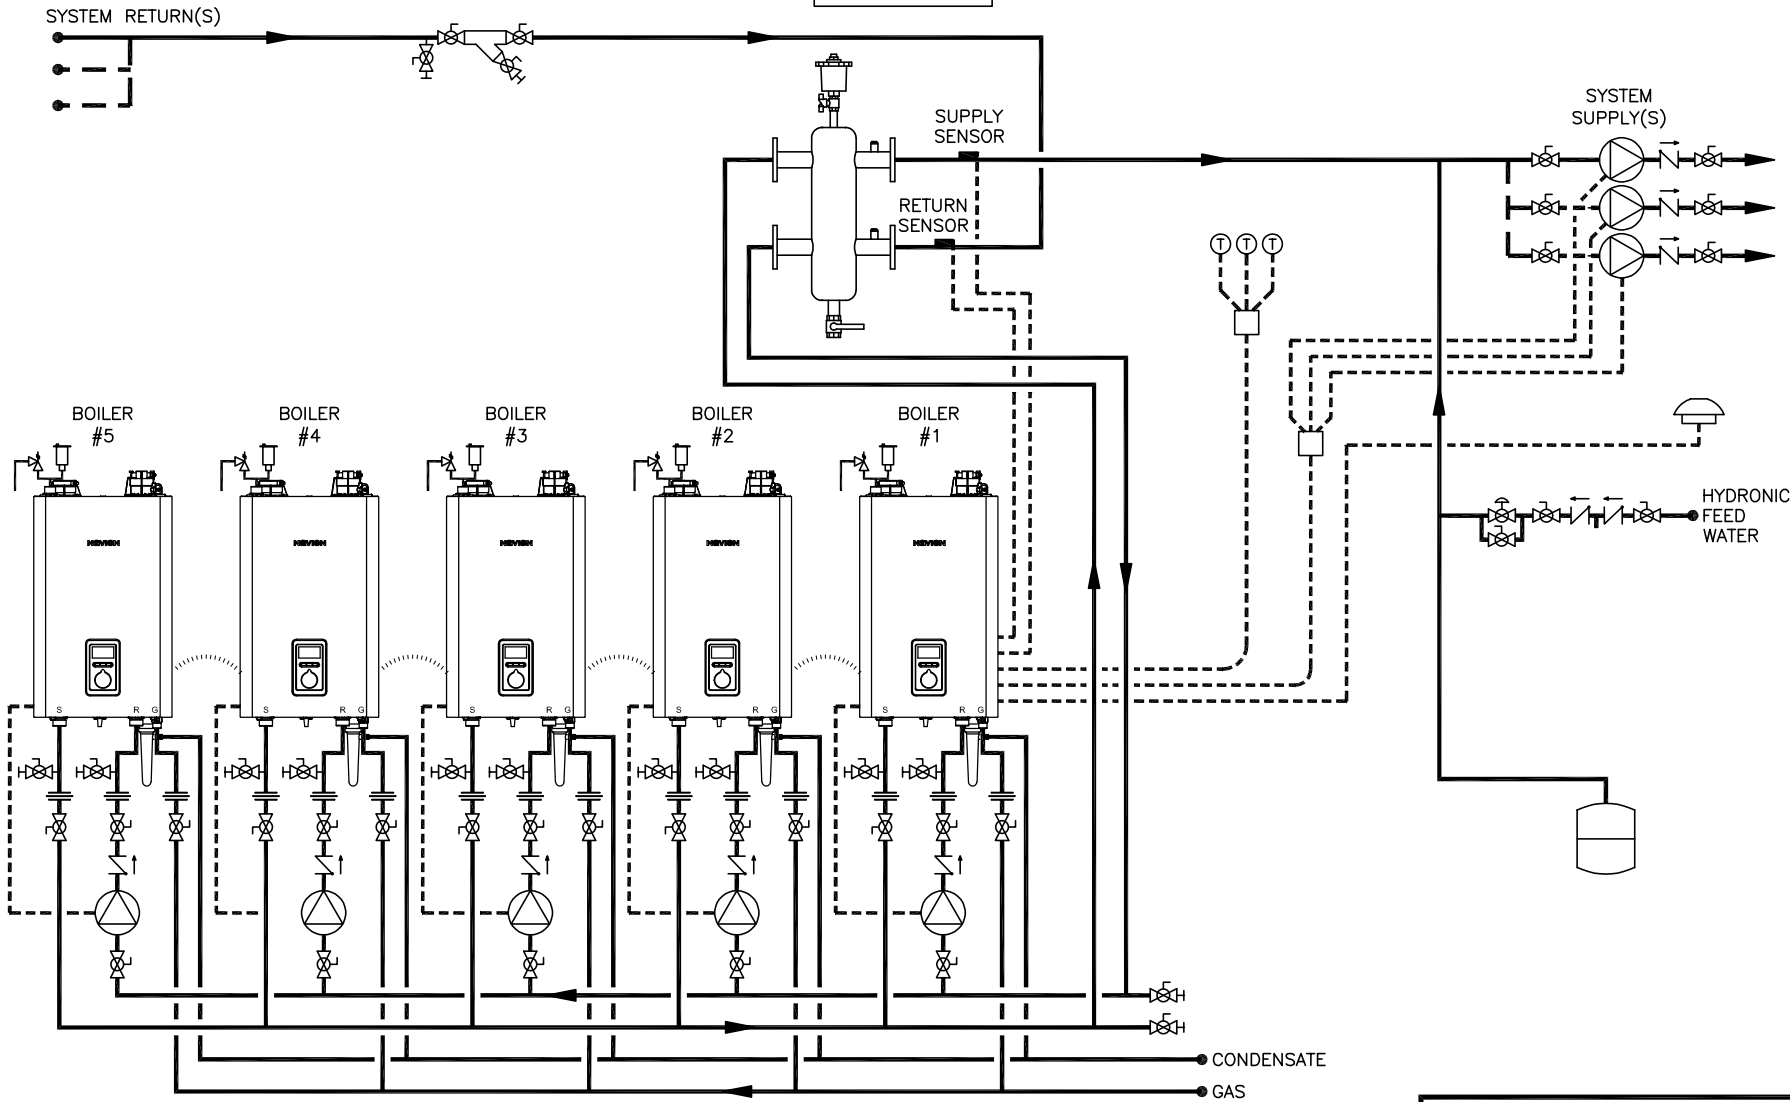 SYSTEM RETURN(S)
SUPPLY
SENSOR
SYSTEM
SUPPLY(S)
RETURN
SENSOR
T T T
BOILER
#5
BOILER
#4
BOILER
#3
BOILER
#2
BOILER
#1
HYDRONIC
FEED
WATER
S R G
S R G
S R G
S R G
S R G
CONDENSATE
GAS